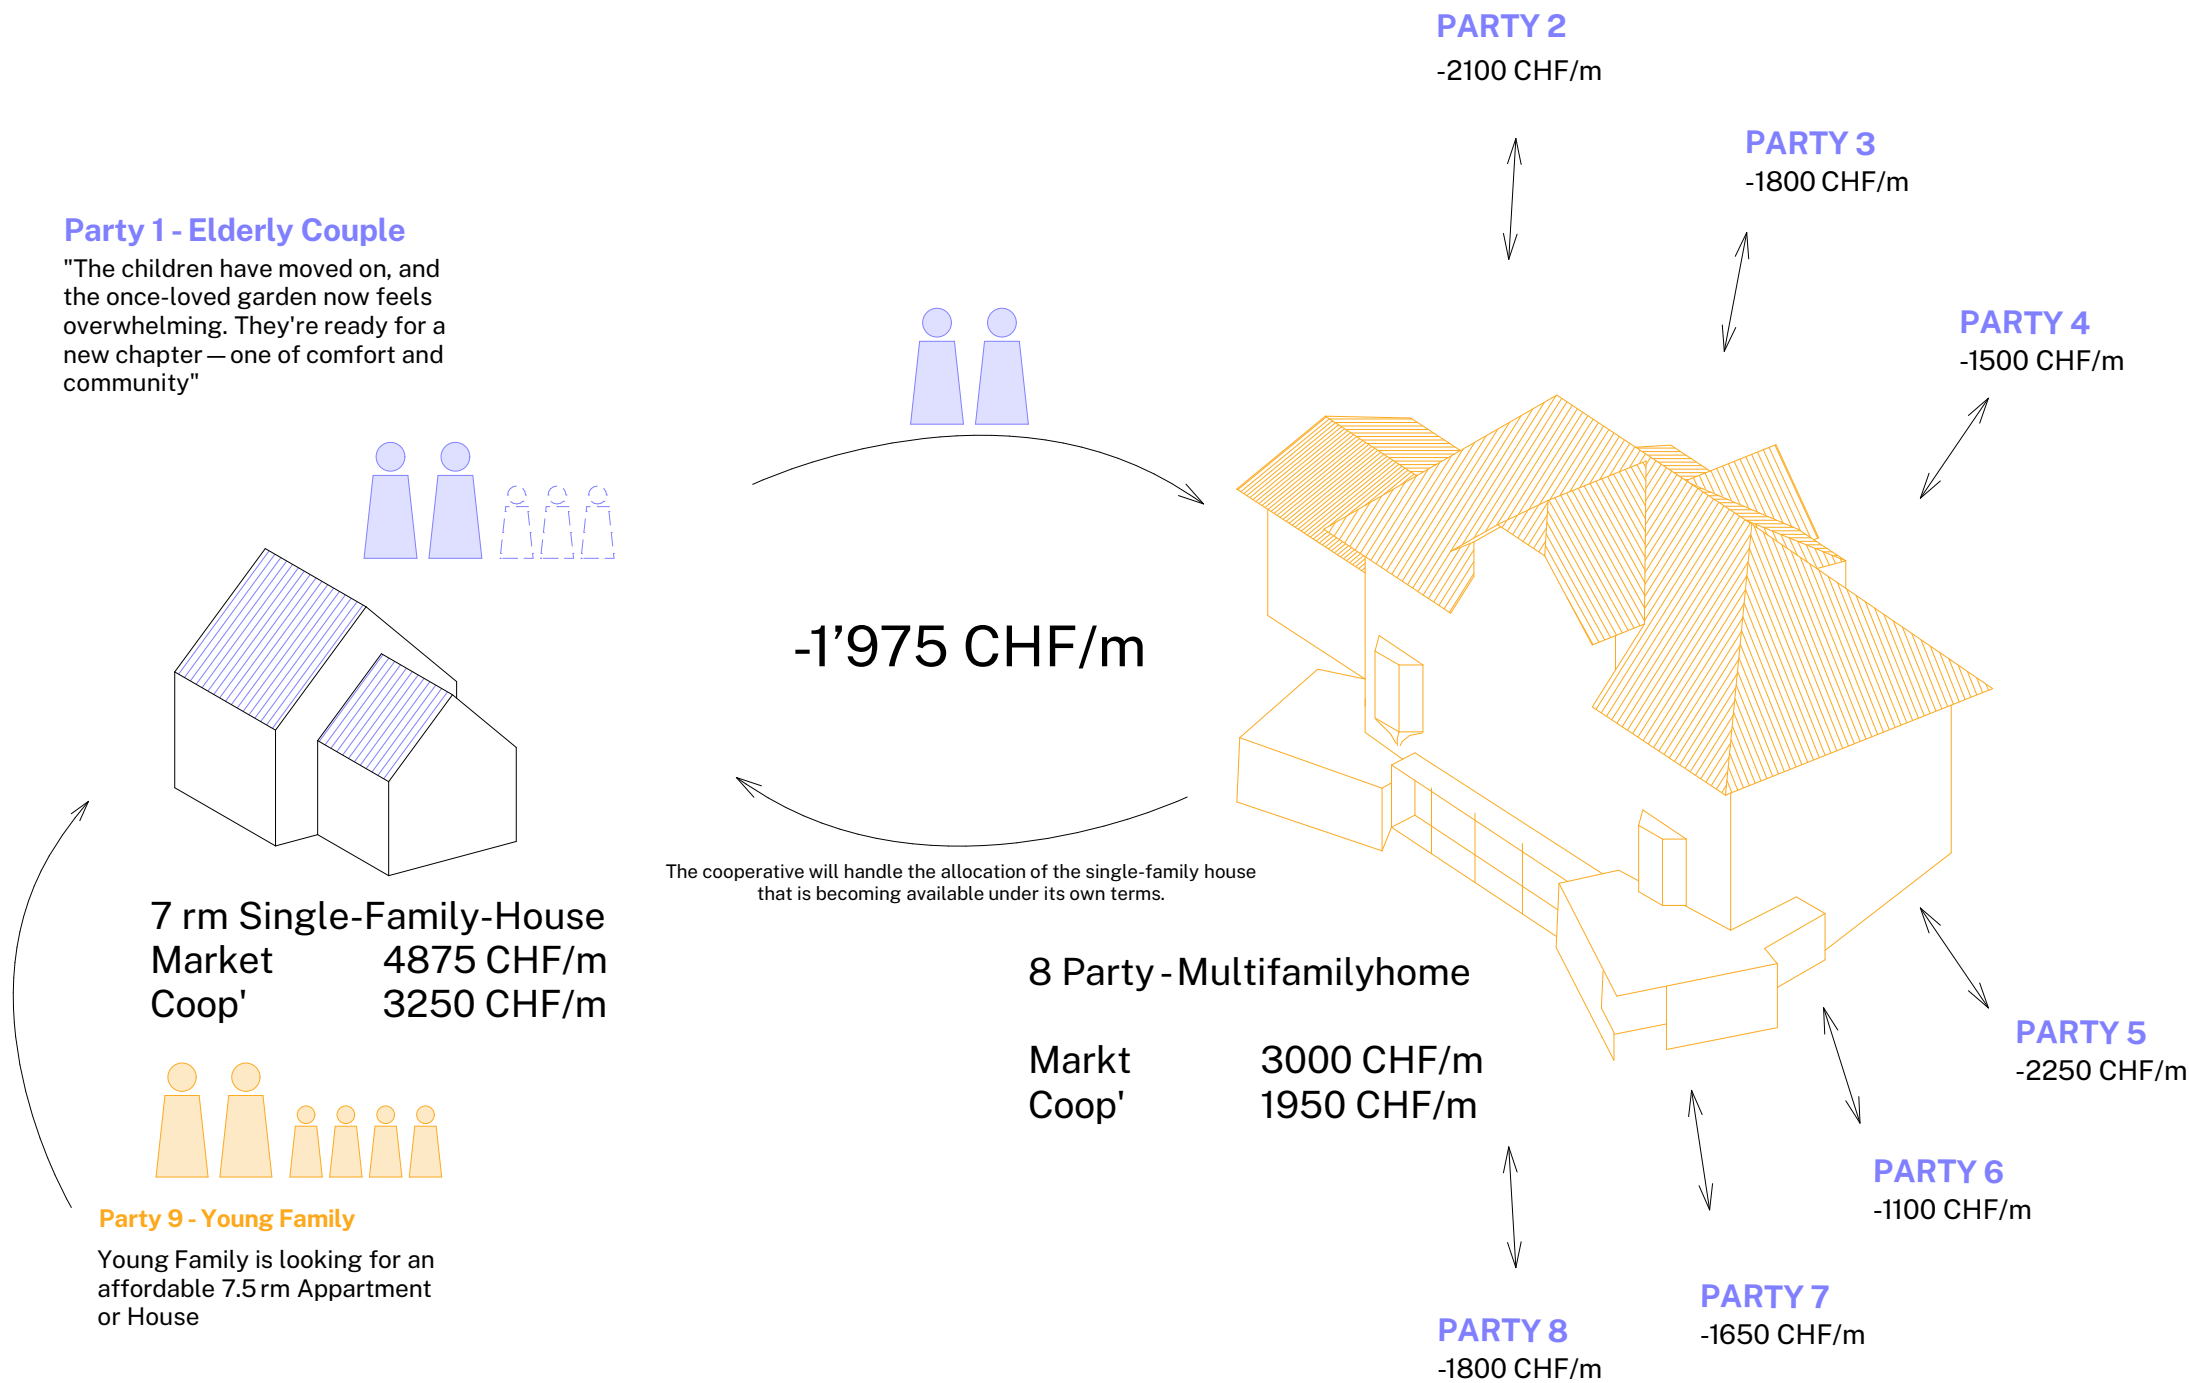 PARTY 2
-2100 CHF/m
PARTY 3
-1800 CHF/m
Party 1 - Elderly Couple
"The children have moved on, and
the once-loved garden now feels
overwhelming. They're ready for a
new chapter — one of comfort and
community"
PARTY 4
-1500 CHF/m
-1’975 CHF/m
The cooperative will handle the allocation of the single-family house
that is becoming available under its own terms.
7 rm Single-Family-House
Market 4875 CHF/m
Coop' 3250 CHF/m
8 Party - Multifamilyhome
Markt 3000 CHF/m
Coop' 1950 CHF/m
PARTY 5
-2250 CHF/m
PARTY 6
-1100 CHF/m
Party 9 - Young Family
Young Family is looking for an
affordable 7.5 rm Appartment
or House
PARTY 7
-1650 CHF/m
PARTY 8
-1800 CHF/m